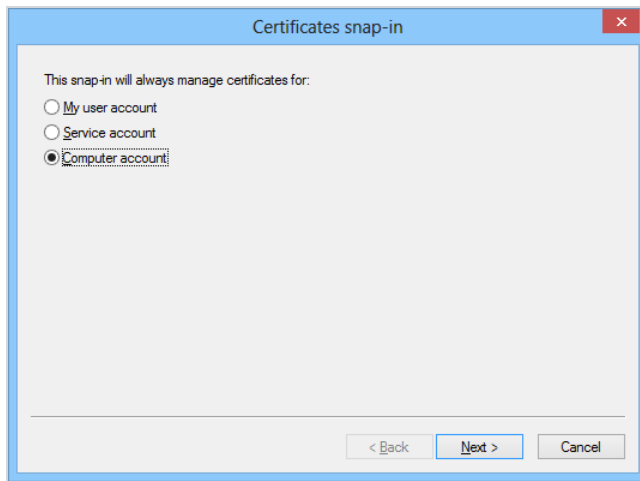 Certificates snap-in
This snap-in will always manage certificates for:
My user account
Service account
Computer account
< Back Next > Cancel